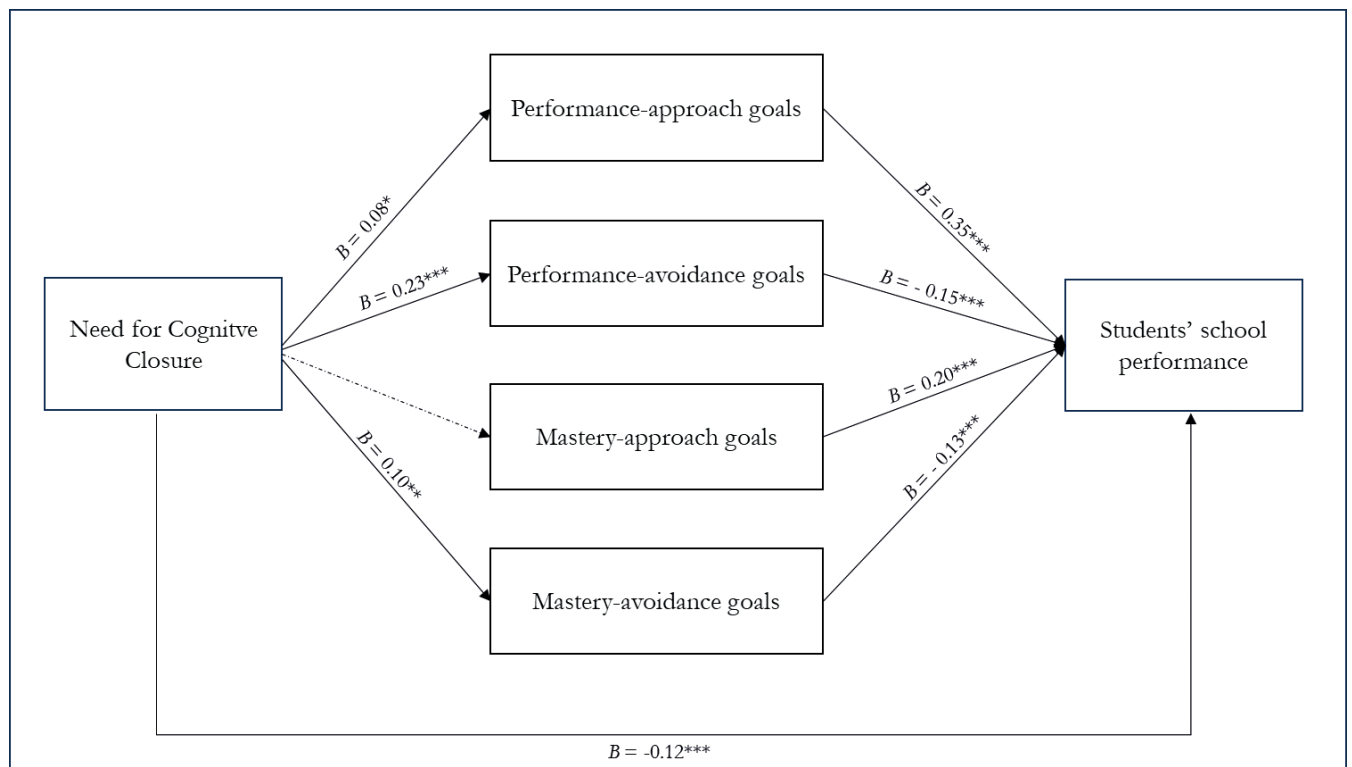 Performance-approach goals
B = 0.08*
B = 0.35***
Performance-avoidance goals
B = 0.23***
B = - 0.15***
Need for Cognitve
Closure
Students’ school
performance
B = 0.20***
Mastery-approach goals
B = 0.10**
B = - 0.13***
Mastery-avoidance goals
B = -0.12***